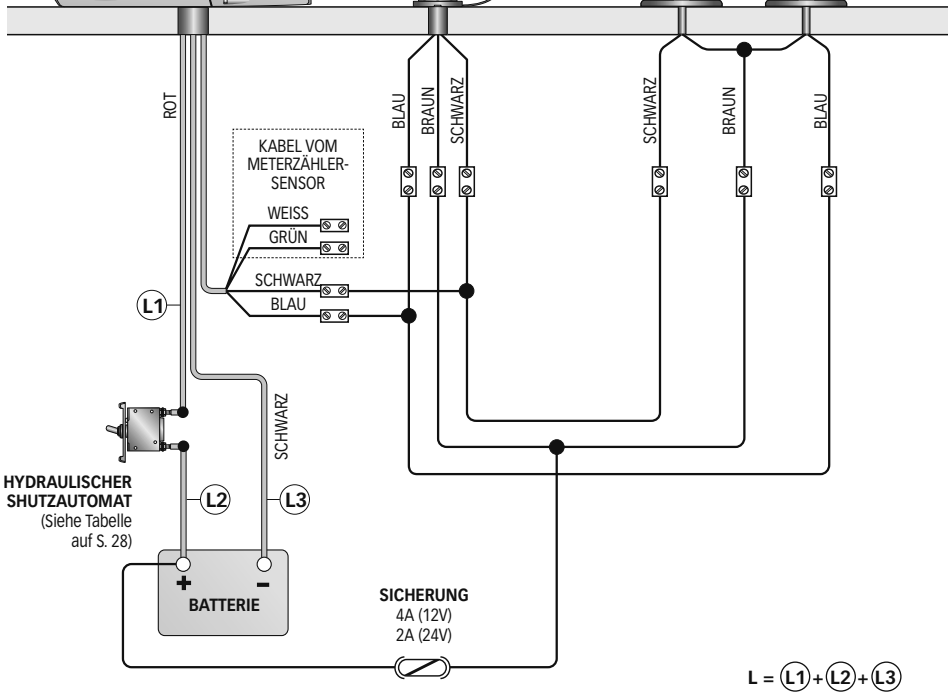 ROT
BLAU
BRAUN
SCHWARZ
SCHWARZ
BRAUN
BLAU
KABEL VOM
METERZÄHLER-
SENSOR
WEISS
GRÜN
SCHWARZ
BLAU
L1
SCHWARZ
HYDRAULISCHER
SHUTZAUTOMAT
(Siehe Tabelle
auf S. 28)
L2
L3
+ −
BATTERIE
SICHERUNG
4A (12V)
2A (24V)
L = L1 + L2 + L3